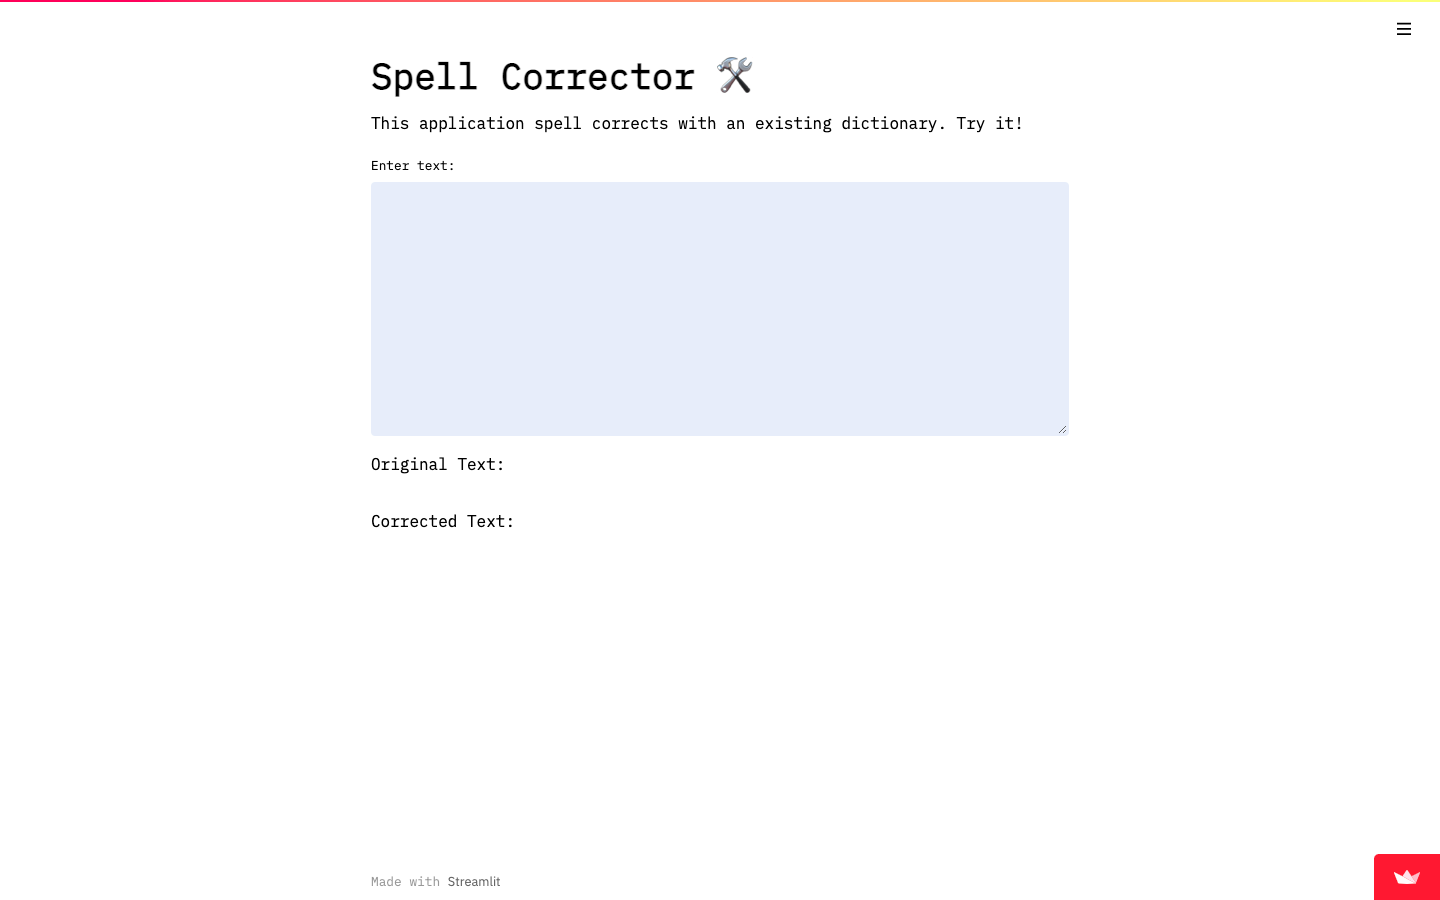 Spell Corrector 🛠️
This application spell corrects with an existing dictionary. Try it!
Enter text:
Original Text:
Corrected Text:
Made with Streamlit